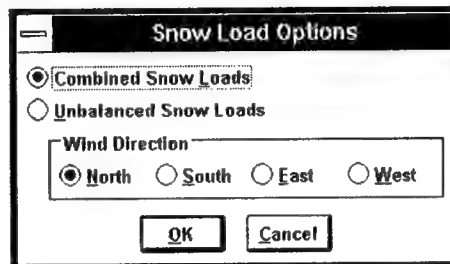 Snow Load Options
Combined Snow Loads
Unbalanced Snow Loads
Wind Direction
North South East West
OK Cancel